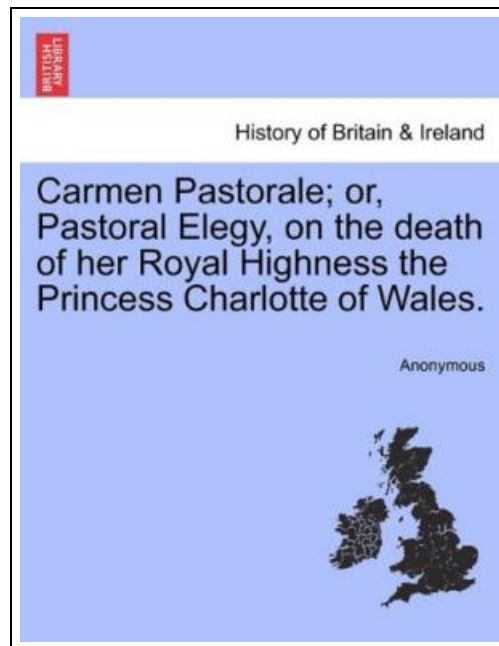 BRITISH
LIBRARY
History of Britain & Ireland
Carmen Pastorale; or,
Pastoral Elegy, on the death
of her Royal Highness the
Princess Charlotte of Wales.
Anonymous